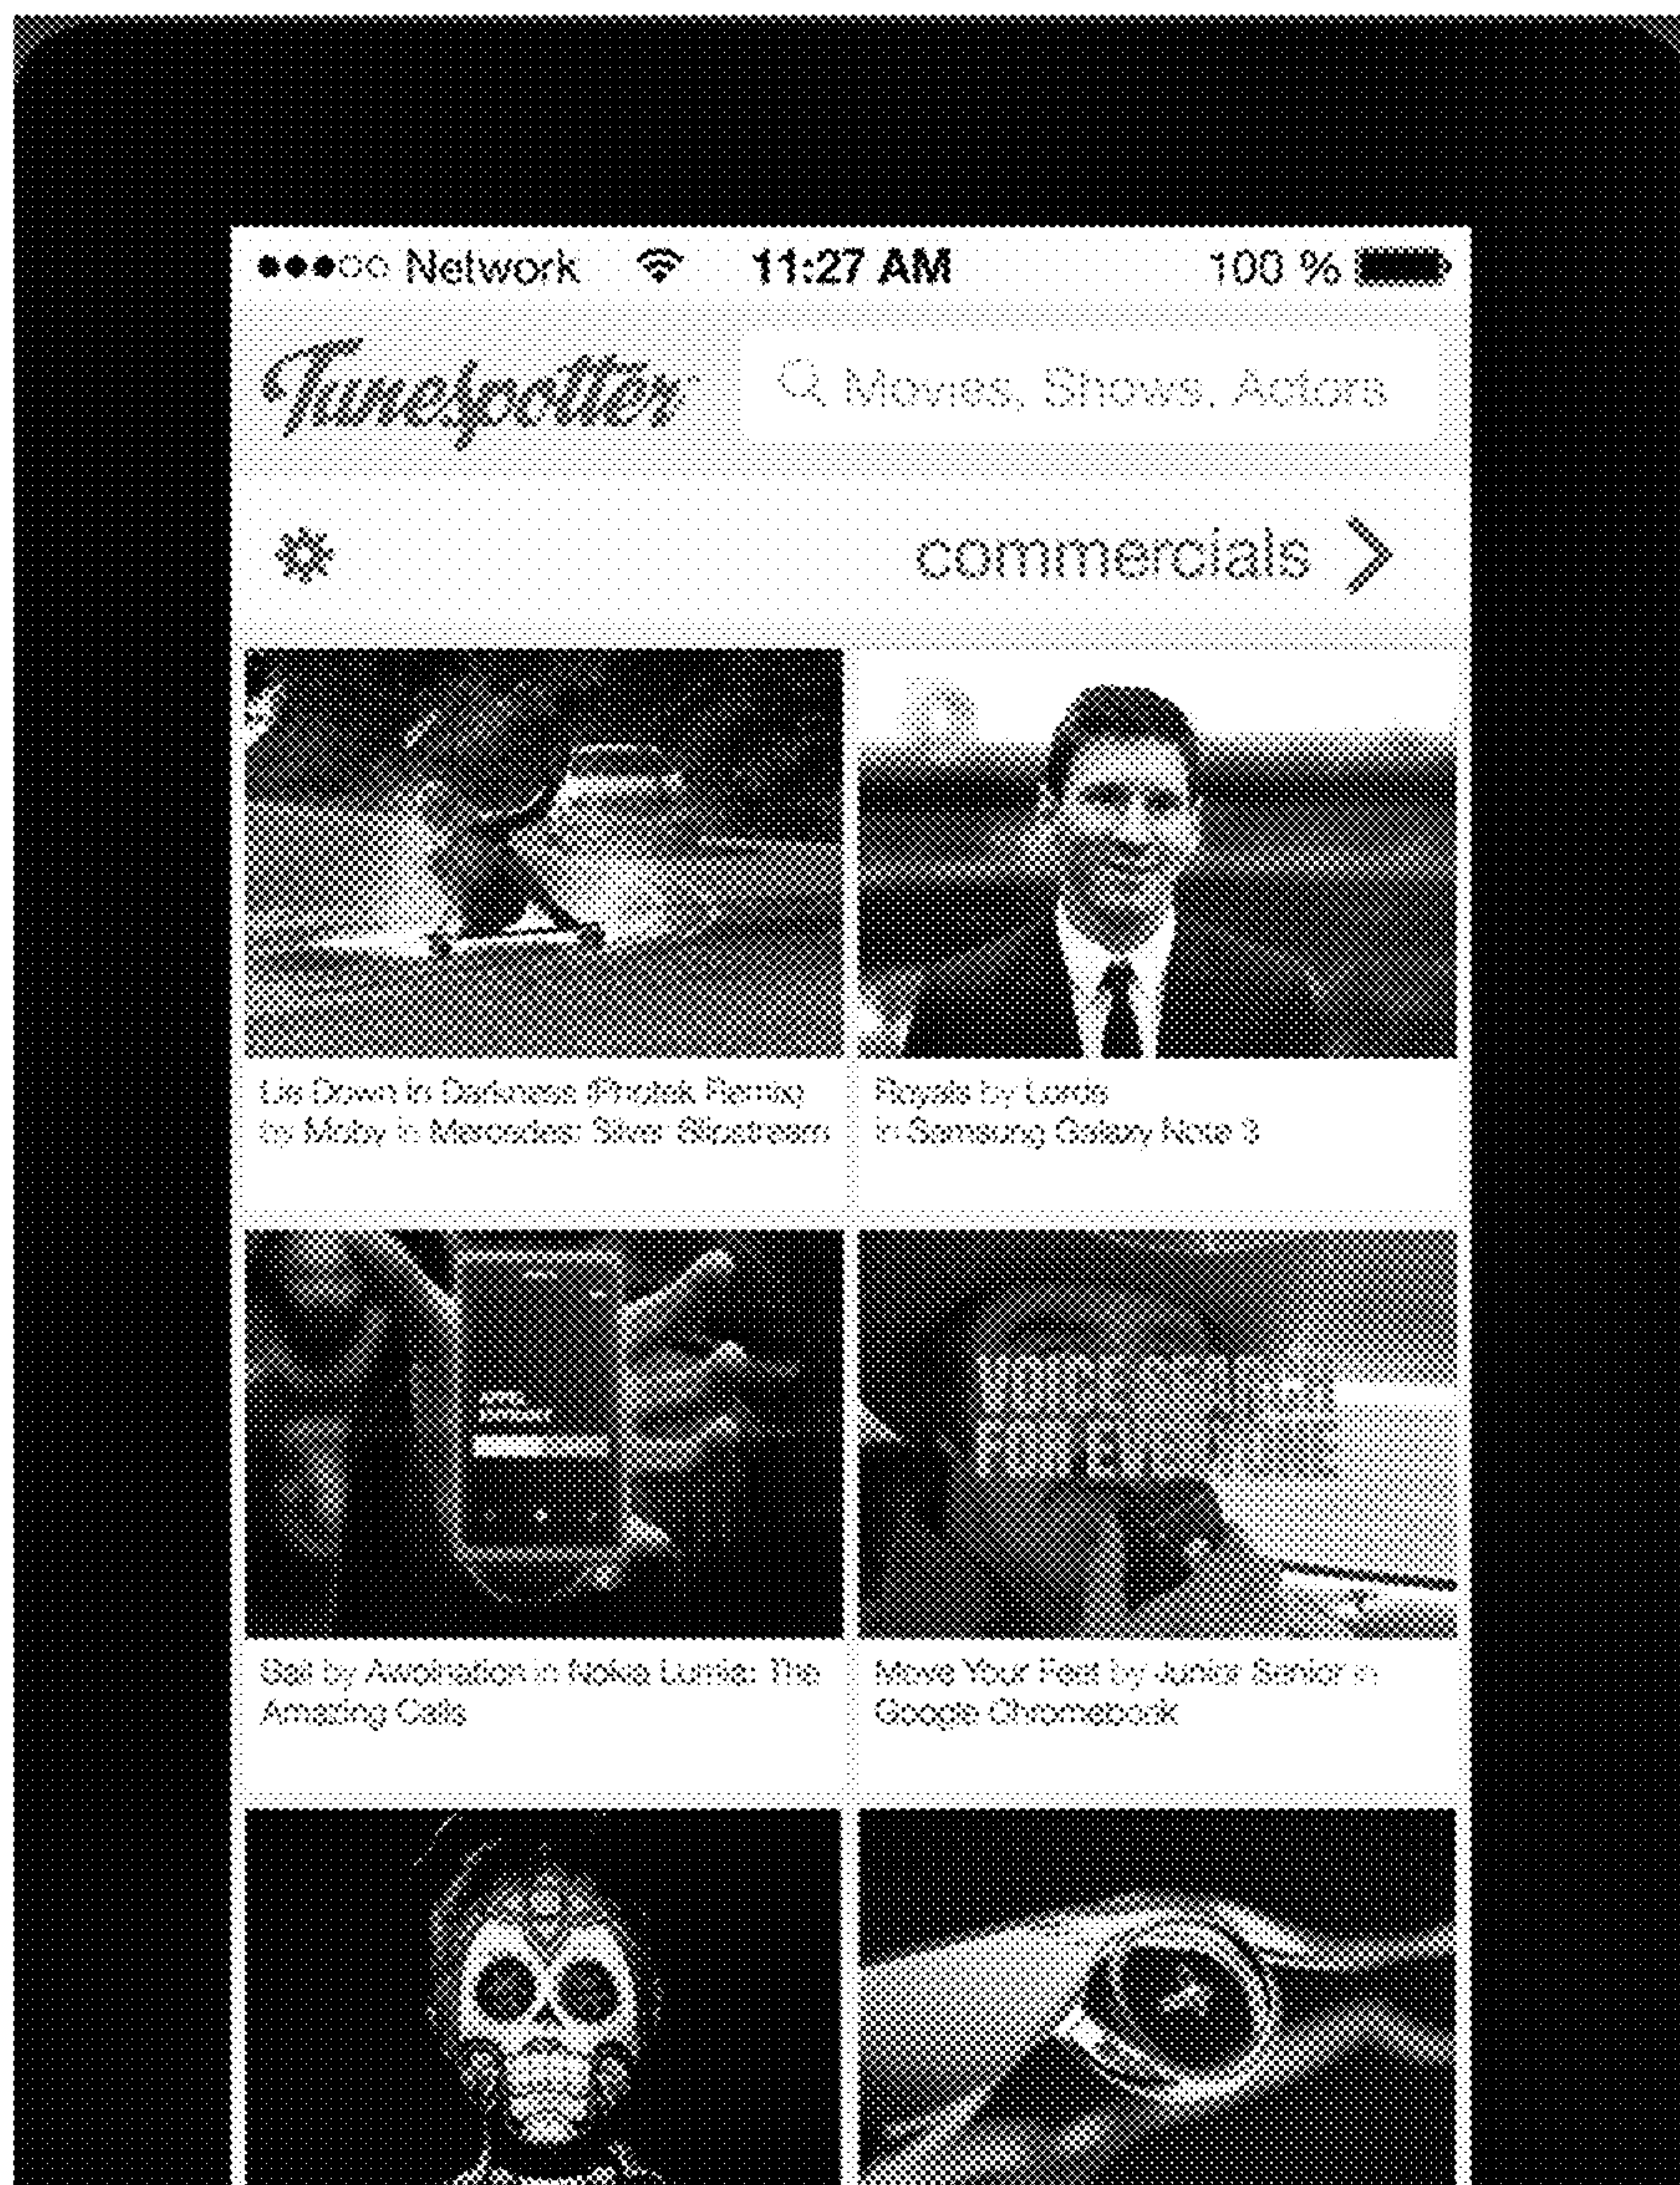 Network 11:27 AM 100 %
Tunespotter
Movies, Shows, Actors
commercials
Lie Down in Darkness (Photek Remix)
by Moby in Mercedes: Silver Slipstream
Royals by Lorde
in Samsung Galaxy Note 3
Sail by Awolnation in Nokia Lumia: The
Amazing Cails
Move Your Feet by Junior Senior in
Google Chromebook